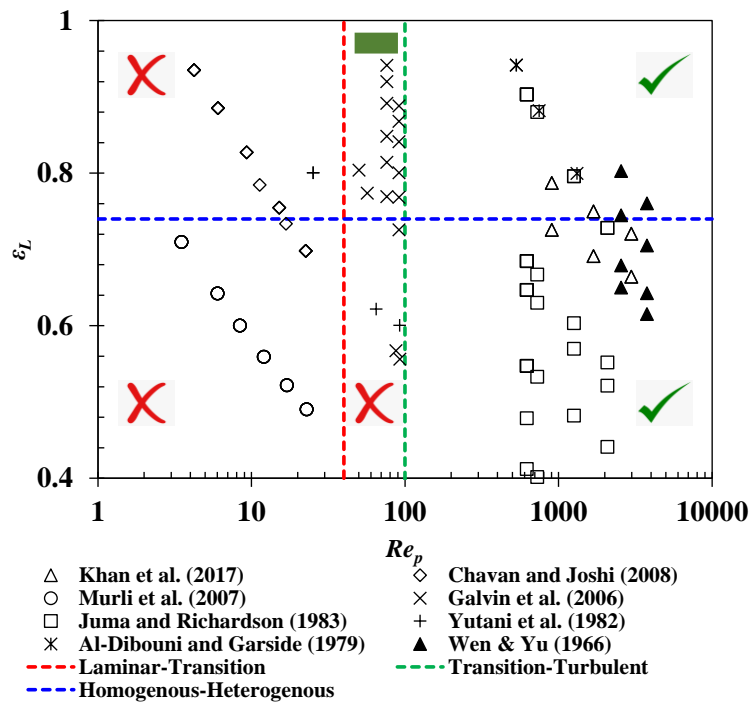 1
0.8
0.6
0.4
ε_L
1 10 100 1000 10000
Re_p
Khan et al. (2017) Chavan and Joshi (2008)
Murli et al. 2007 Galvin et al. 2006
Juma and Richardson (1983) Yutani et al. 1982
Al-Dibouni and Garside (1979) Wen & Yu (1966)
Laminar-Transition Transition-Turbulent
Homogenous-Heterogenous